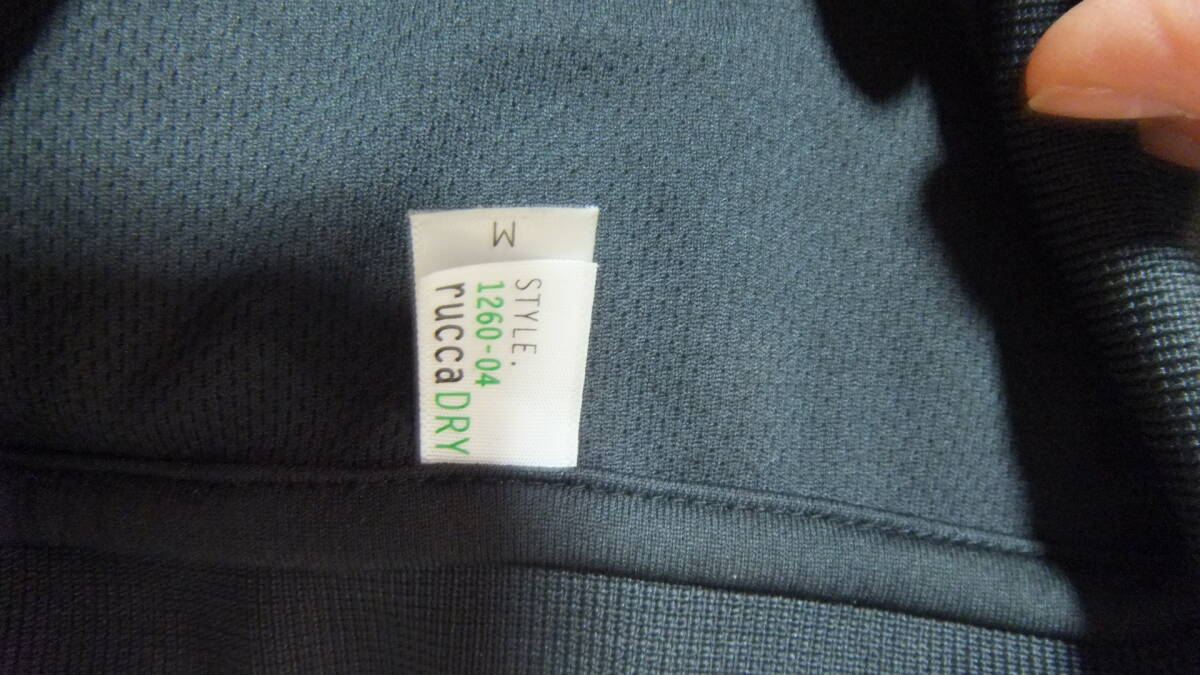 M
STYLE.
1260-04
ruccaDRY